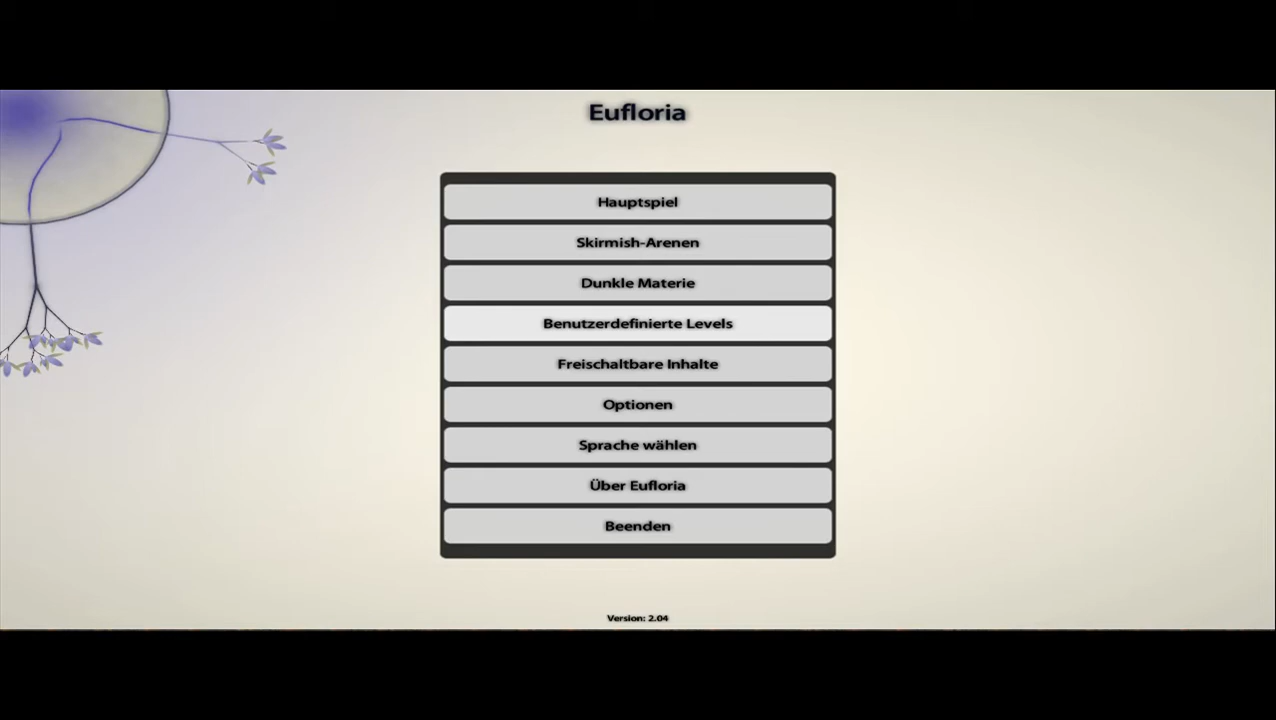 Eufloria
Hauptspiel
Skirmish-Arenen
Dunkle Materie
Benutzerdefinierte Levels
Freischaltbare Inhalte
Optionen
Sprache wählen
Über Eufloria
Beenden
Version: 2.04